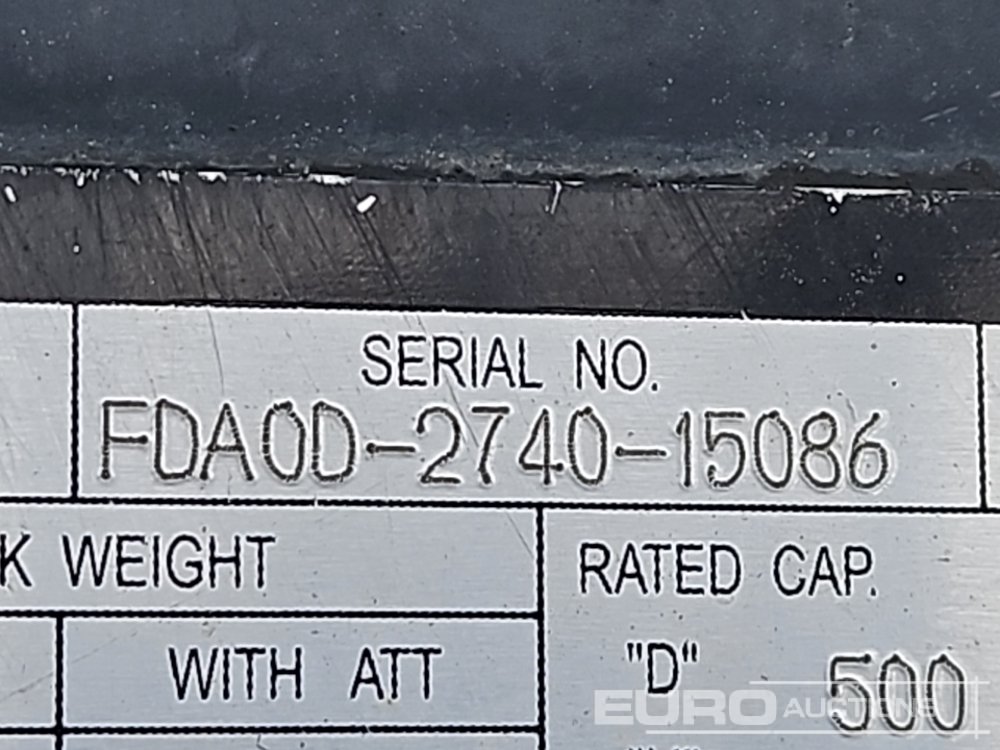 SERIAL NO.
FDA0D-2740-15086
K WEIGHT
RATED CAP.
WITH ATT
"D" 500
EURO AUCTIONS